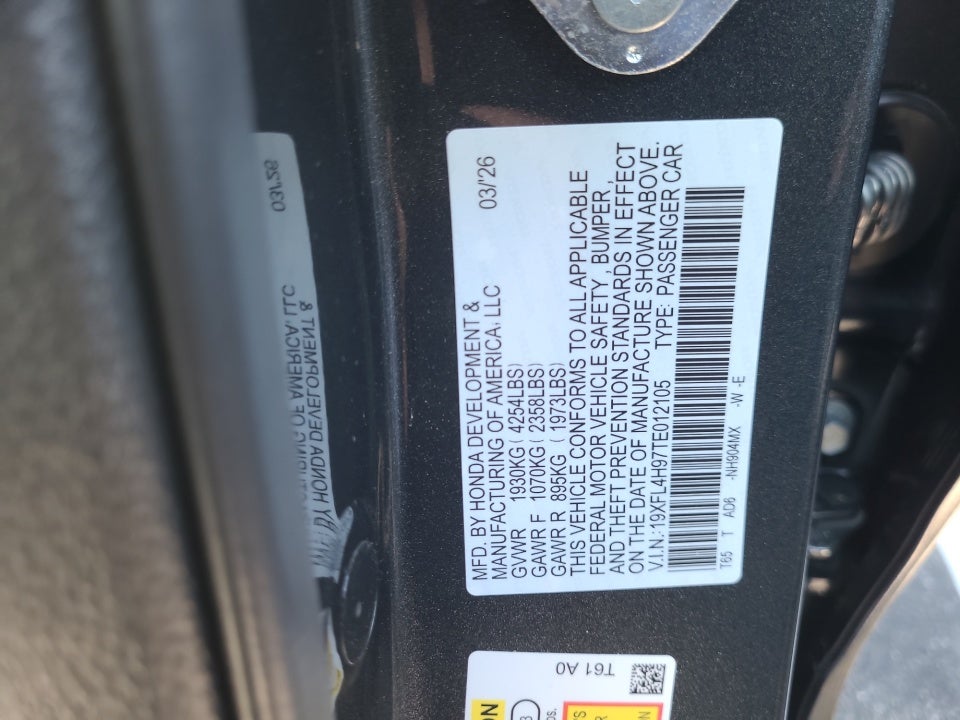 MFD. BY HONDA DEVELOPMENT & 03/'26
MANUFACTURING OF AMERICA, LLC
GVWR 1930KG ( 4254LBS)
GAWR F 1070KG ( 2358LBS)
GAWR R 895KG ( 1973LBS)
THIS VEHICLE CONFORMS TO ALL APPLICABLE
FEDERAL MOTOR VEHICLE SAFETY, BUMPER,
AND THEFT PREVENTION STANDARDS IN EFFECT
ON THE DATE OF MANUFACTURE SHOWN ABOVE.
V.I.N.: 19XFL4H97TE012105 TYPE: PASSENGER CAR
T65 T AD6 -NH904MX -W -E
T61 A0